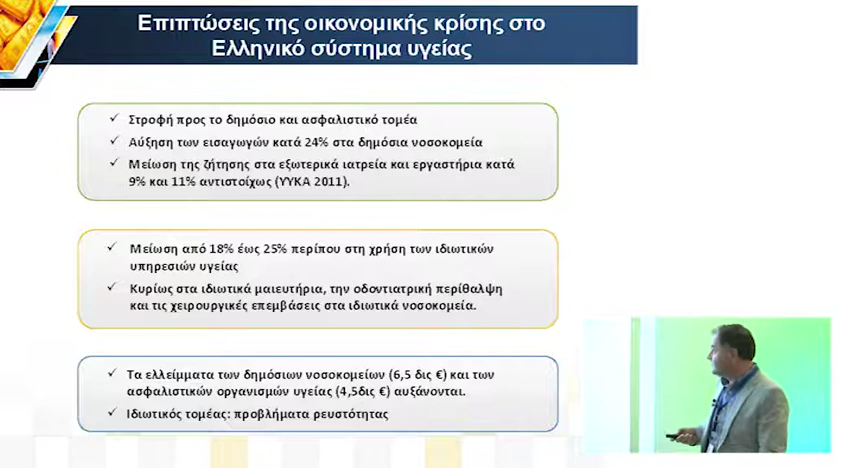 Επιπτώσεις της οικονομικής κρίσης στο
Ελληνικό σύστημα υγείας
✓ Στροφή προς το δημόσιο και ασφαλιστικό τομέα
✓ Αύξηση των εισαγωγών κατά 24% στα δημόσια νοσοκομεία
✓ Μείωση της ζήτησης στα εξωτερικά ιατρεία και εργαστήρια κατά
9% και 11% αντιστοίχως (ΥΥΚΑ 2011).
✓ Μείωση από 18% έως 25% περίπου στη χρήση των ιδιωτικών
υπηρεσιών υγείας
✓ Κυρίως στα ιδιωτικά μαιευτήρια, την οδοντιατρική περίθαλψη
και τις χειρουργικές επεμβάσεις στα ιδιωτικά νοσοκομεία.
✓ Τα ελλείμματα των δημόσιων νοσοκομείων (6,5 δις €) και των
ασφαλιστικών οργανισμών υγείας (4,5δις €) αυξάνονται.
✓ Ιδιωτικός τομέας: προβλήματα ρευστότητας